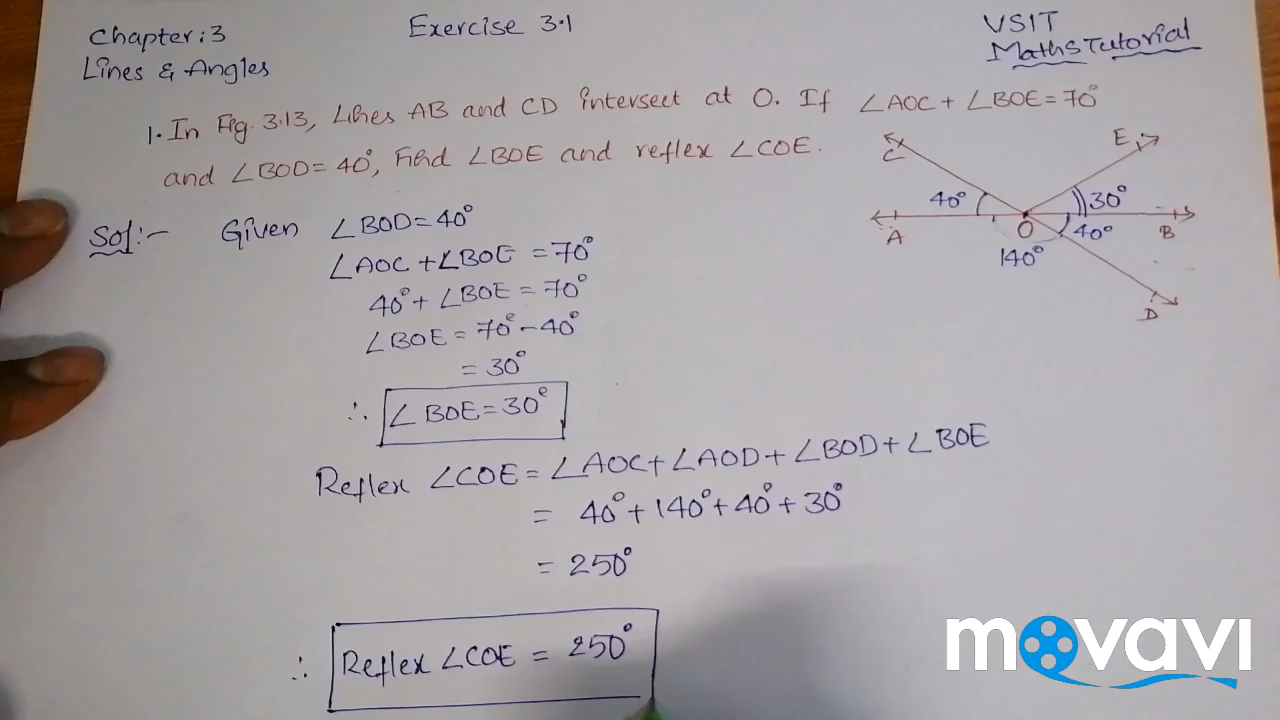 Chapter: 3
Exercise 3.1
VSIT
Maths Tutorial
Lines & Angles
1. In Fig. 3.13, Lines AB and CD intersect at O. If ∠AOC + ∠BOE = 70°
and ∠BOD = 40°, Find ∠BOE and reflex ∠COE.
C
E
40°
30°
A
O
40°
B
140°
D
Sol:- Given ∠BOD = 40°
∠AOC + ∠BOE = 70°
40° + ∠BOE = 70°
∠BOE = 70° - 40°
= 30°
∴ ∠BOE = 30°
Reflex ∠COE = ∠AOC + ∠AOD + ∠BOD + ∠BOE
= 40° + 140° + 40° + 30°
= 250°
∴ Reflex ∠COE = 250°
movavi